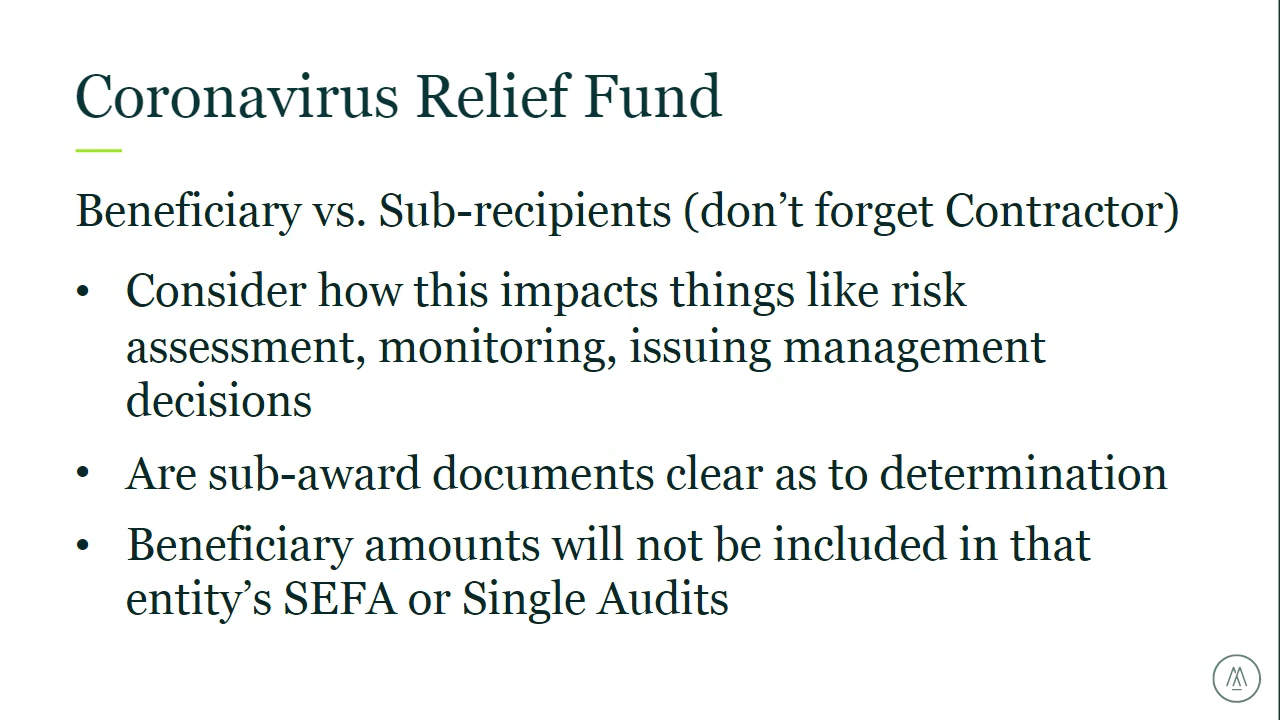 Coronavirus Relief Fund
Beneficiary vs. Sub-recipients (don’t forget Contractor)
• Consider how this impacts things like risk
assessment, monitoring, issuing management
decisions
• Are sub-award documents clear as to determination
• Beneficiary amounts will not be included in that
entity’s SEFA or Single Audits